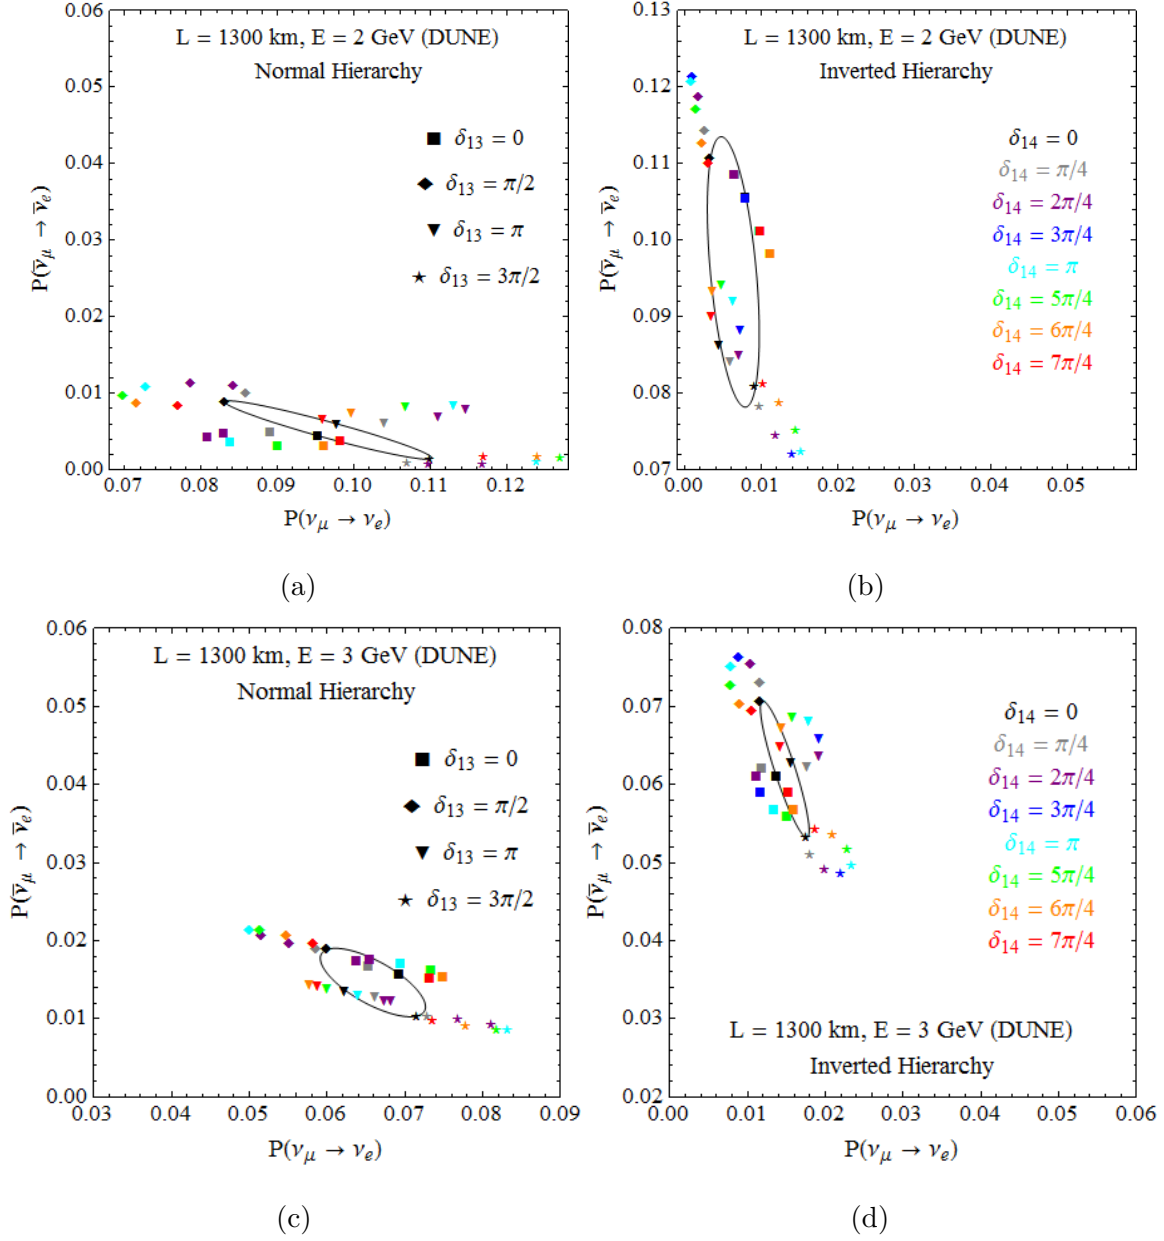 L = 1300 km, E = 2 GeV (DUNE)
Normal Hierarchy
δ13 = 0
δ13 = π/2
δ13 = π
δ13 = 3π/2
0.06
0.05
0.04
0.03
0.02
0.01
0.00
P(ν̄μ → ν̄e)
0.07 0.08 0.09 0.10 0.11 0.12
P(νμ → νe)
(a)
L = 1300 km, E = 2 GeV (DUNE)
Inverted Hierarchy
δ14 = 0
δ14 = π/4
δ14 = 2π/4
δ14 = 3π/4
δ14 = π
δ14 = 5π/4
δ14 = 6π/4
δ14 = 7π/4
0.13
0.12
0.11
0.10
0.09
0.08
0.07
P(ν̄μ → ν̄e)
0.00 0.01 0.02 0.03 0.04 0.05
P(νμ → νe)
(b)
L = 1300 km, E = 3 GeV (DUNE)
Normal Hierarchy
δ13 = 0
δ13 = π/2
δ13 = π
δ13 = 3π/2
0.06
0.05
0.04
0.03
0.02
0.01
0.00
P(ν̄μ → ν̄e)
0.03 0.04 0.05 0.06 0.07 0.08 0.09
P(νμ → νe)
(c)
δ14 = 0
δ14 = π/4
δ14 = 2π/4
δ14 = 3π/4
δ14 = π
δ14 = 5π/4
δ14 = 6π/4
δ14 = 7π/4
L = 1300 km, E = 3 GeV (DUNE)
Inverted Hierarchy
0.08
0.07
0.06
0.05
0.04
0.03
0.02
P(ν̄μ → ν̄e)
0.00 0.01 0.02 0.03 0.04 0.05 0.06
P(νμ → νe)
(d)